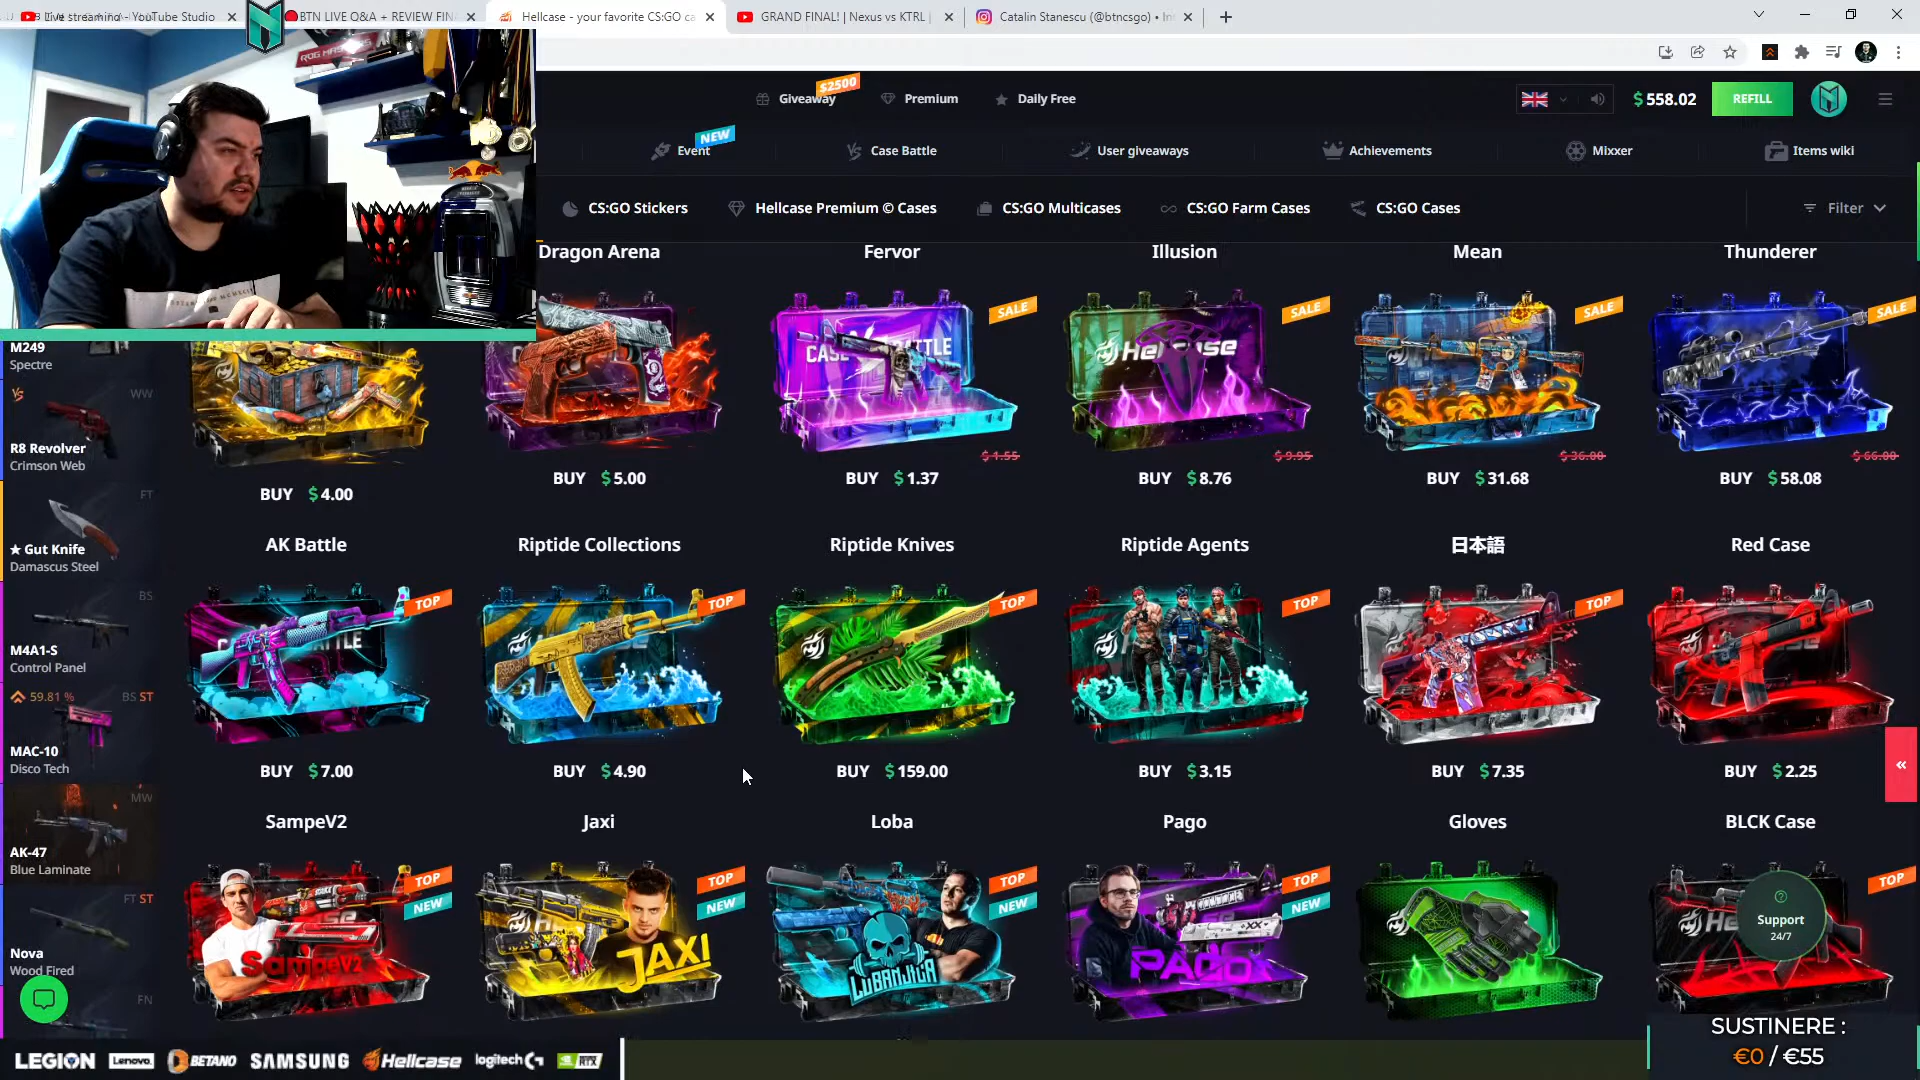 Live streaming - YouTube Studio
BTN LIVE Q&A + REVIEW FIN
Hellcase - your favorite CS:GO ca
GRAND FINAL! | Nexus vs KTRL |
Catalin Stanescu (@btncsgo) • In
ROG MASTERS
$2500
Giveaway
Premium
Daily Free
$ 558.02
REFILL
NEW
Event
Case Battle
User giveaways
Achievements
Mixxer
Items wiki
CS:GO Stickers
Hellcase Premium © Cases
CS:GO Multicases
CS:GO Farm Cases
CS:GO Cases
Filter
Dragon Arena
Fervor
Illusion
Mean
Thunderer
SALE
SALE
SALE
SALE
$ 1.55
$ 9.95
$ 36.00
$ 66.00
BUY $ 4.00
BUY $ 5.00
BUY $ 1.37
BUY $ 8.76
BUY $ 31.68
BUY $ 58.08
M249
Spectre
WW
R8 Revolver
Crimson Web
FT
★ Gut Knife
Damascus Steel
BS
M4A1-S
Control Panel
59.81 %
BS ST
MAC-10
Disco Tech
MW
AK-47
Blue Laminate
FT ST
Nova
Wood Fired
FN
AK Battle
Riptide Collections
Riptide Knives
Riptide Agents
日本語
Red Case
TOP
TOP
TOP
TOP
TOP
BUY $ 7.00
BUY $ 4.90
BUY $ 159.00
BUY $ 3.15
BUY $ 7.35
BUY $ 2.25
SampeV2
Jaxi
Loba
Pago
Gloves
BLCK Case
TOP
NEW
TOP
NEW
TOP
NEW
TOP
NEW
TOP
SampeV2
JAXI
LOBANJICA
PAGO
Support
24/7
LEGION
Lenovo
BETANO
SAMSUNG
Hellcase
logitech G
RTX
SUSTINERE :
€0 / €55